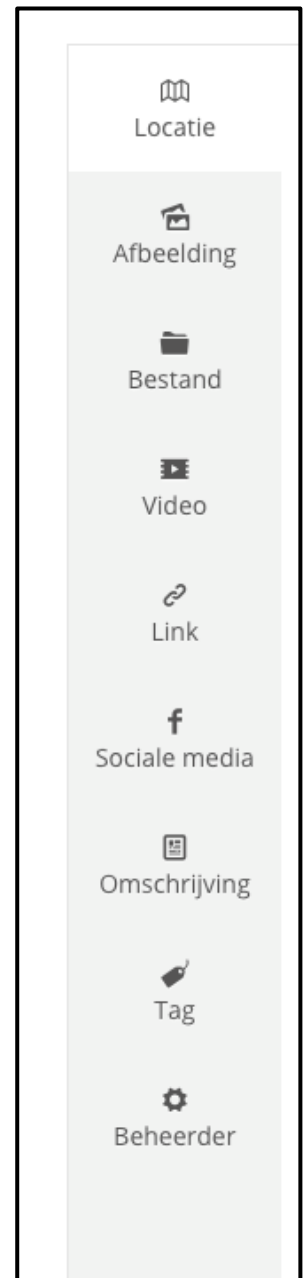 Locatie
Afbeelding
Bestand
Video
Link
Sociale media
Omschrijving
Tag
Beheerder